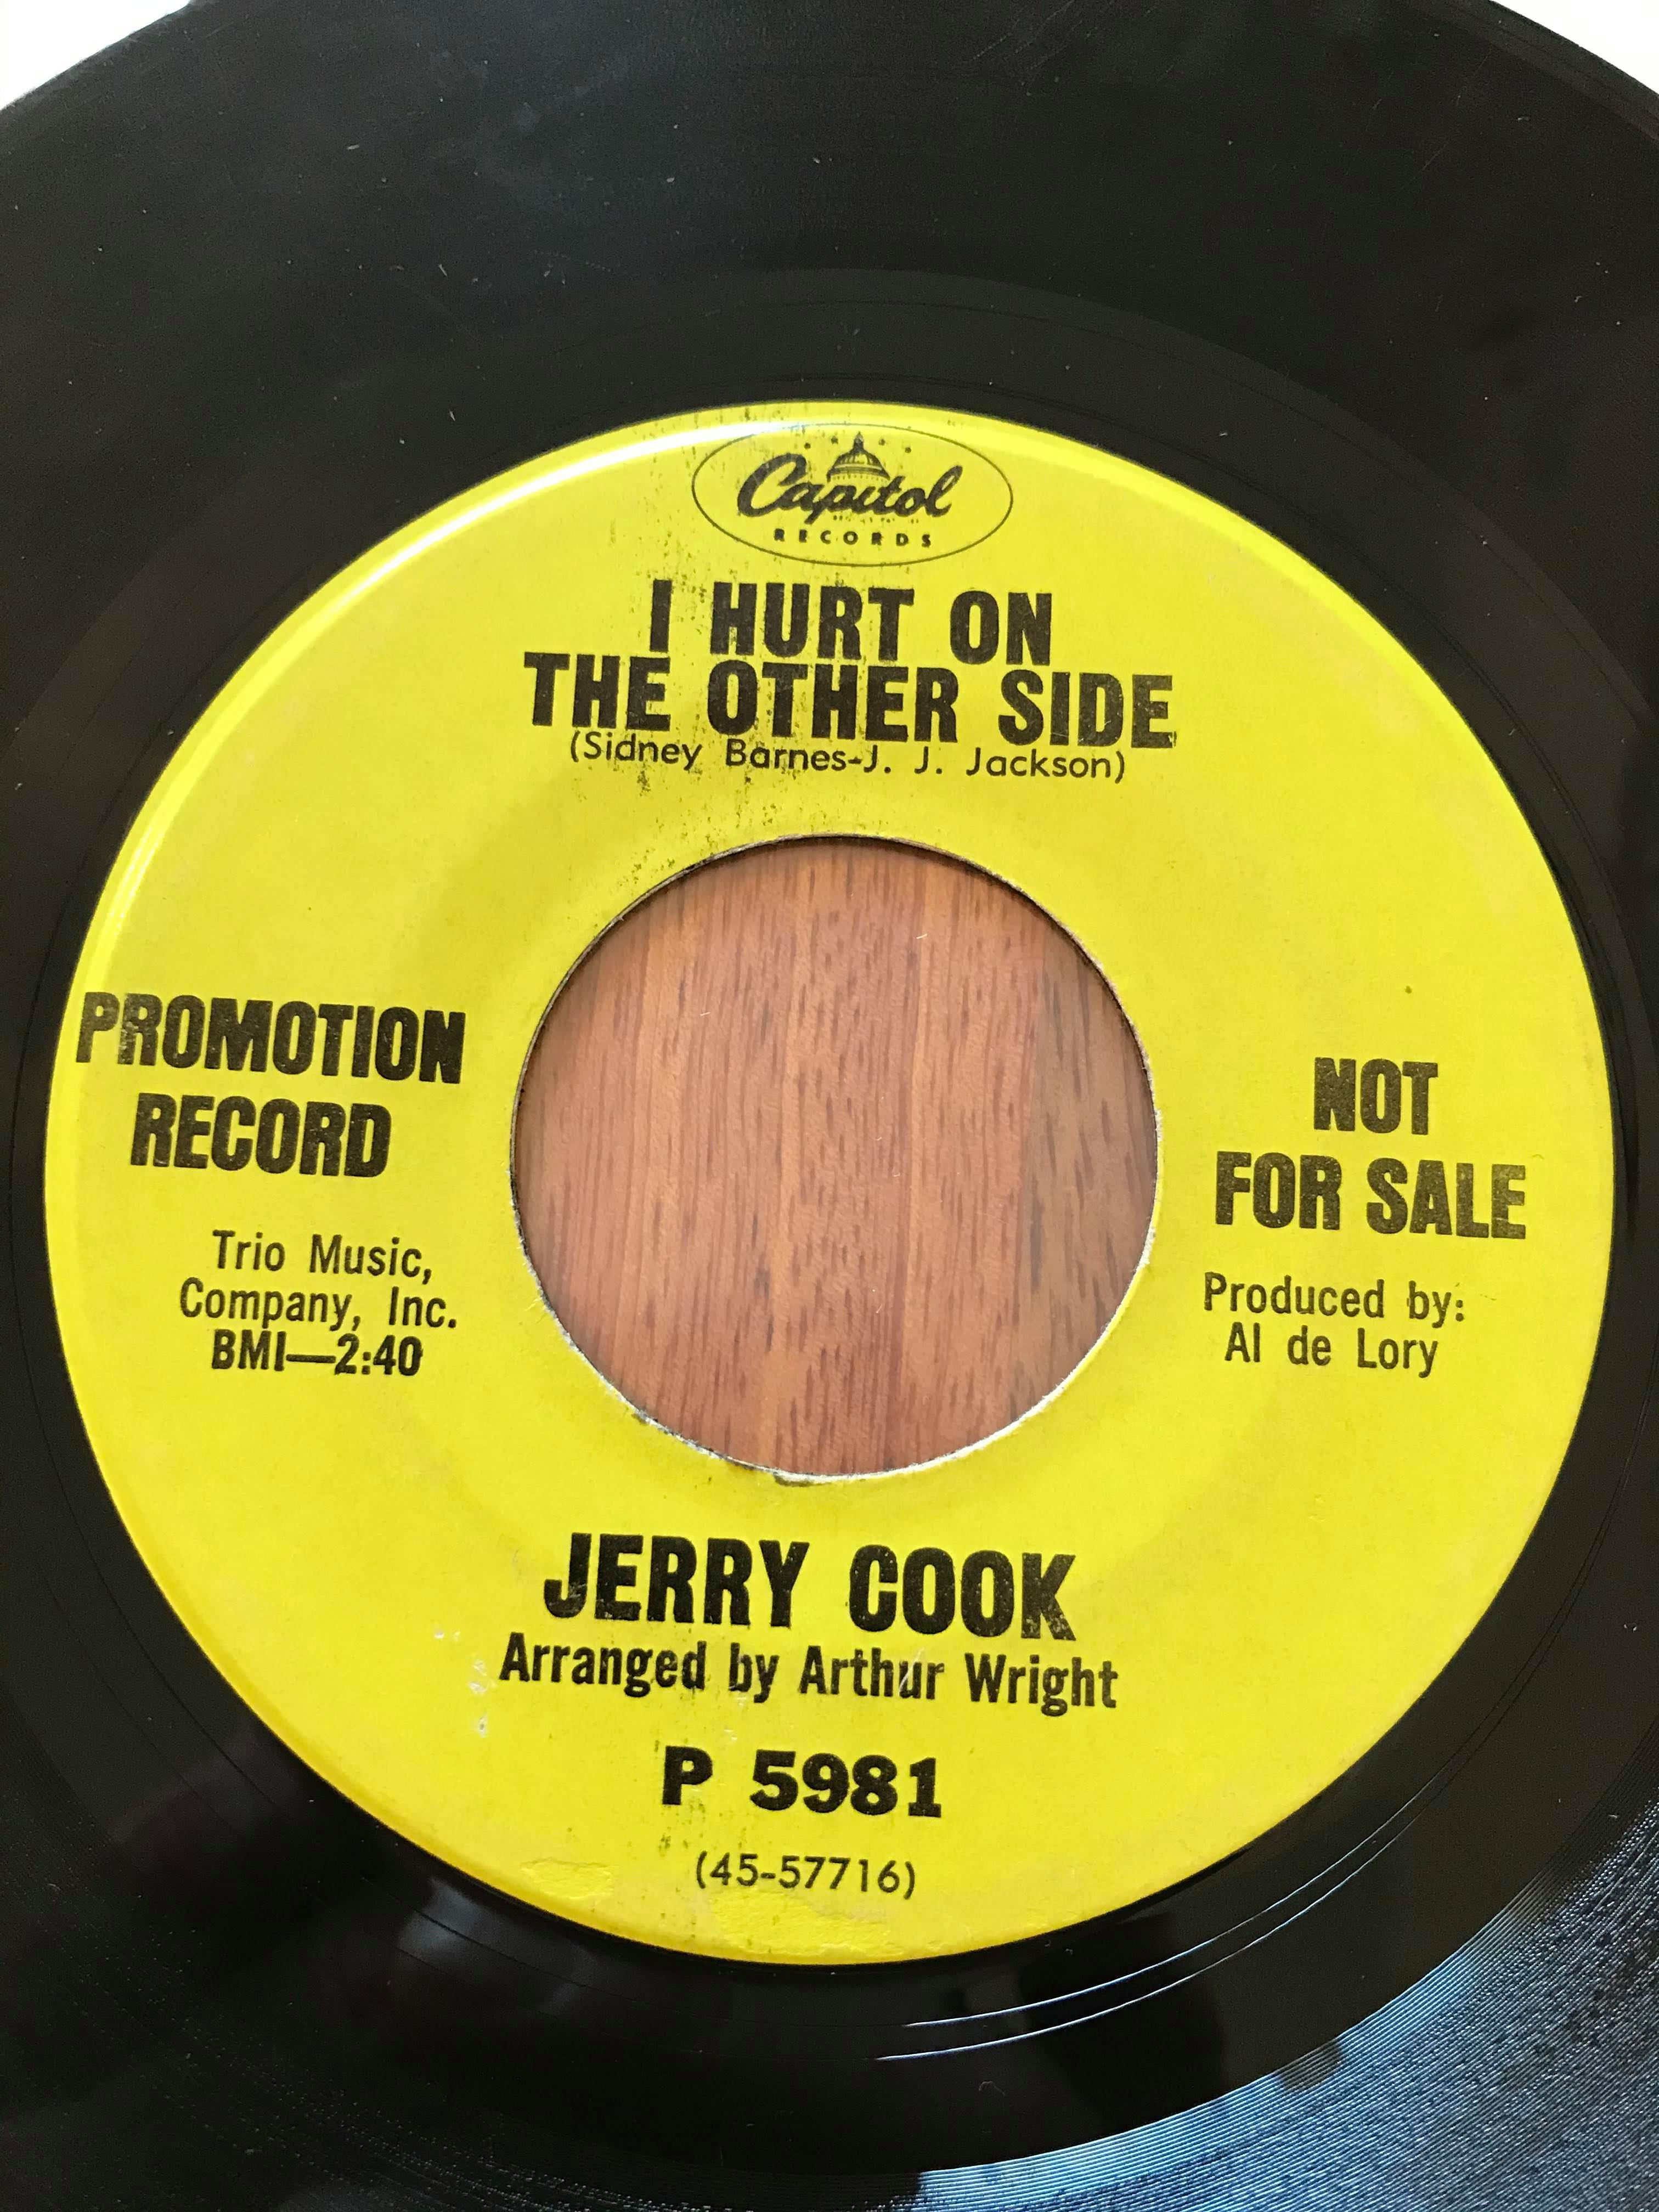 Capitol
RECORDS
I HURT ON
THE OTHER SIDE
(Sidney Barnes-J. J. Jackson)
PROMOTION
RECORD
Trio Music,
Company, Inc.
BMI—2:40
NOT
FOR SALE
Produced by:
Al de Lory
JERRY COOK
Arranged by Arthur Wright
P 5981
(45-57716)